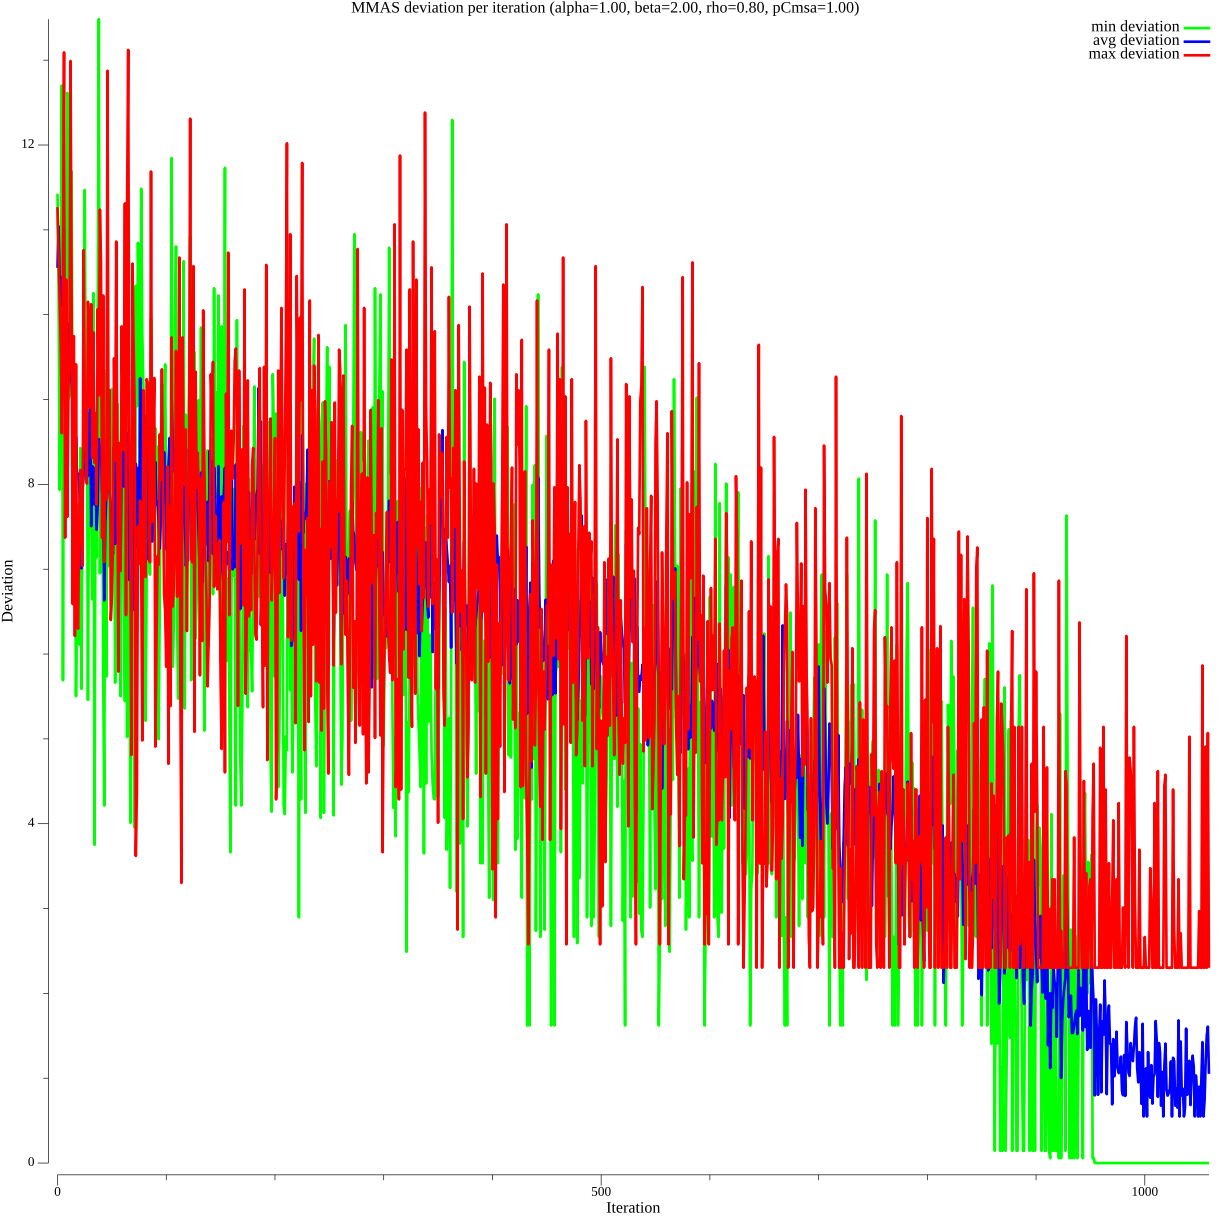 MMAS deviation per iteration (alpha=1.00, beta=2.00, rho=0.80, pCmsa=1.00)
min deviation
avg deviation
max deviation
12
8
4
0
Deviation
0
500
1000
Iteration